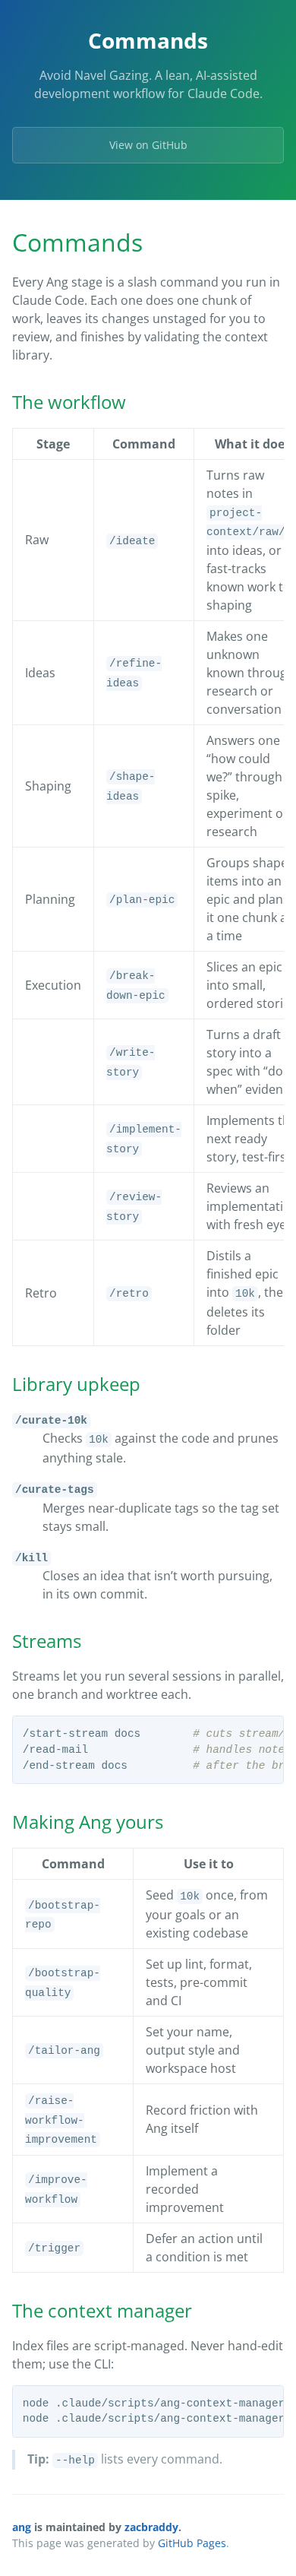 Commands
Avoid Navel Gazing. A lean, AI-assisted
development workflow for Claude Code.
View on GitHub
Commands
Every Ang stage is a slash command you run in
Claude Code. Each one does one chunk of
work, leaves its changes unstaged for you to
review, and finishes by validating the context
library.
The workflow
Stage Command What it doe
Raw /ideate Turns raw
notes in
project-
context/raw/
into ideas, or
fast-tracks
known work t
shaping
Ideas /refine-
ideas Makes one
unknown
known throug
research or
conversation
Shaping /shape-
ideas Answers one
“how could
we?” through
spike,
experiment o
research
Planning /plan-epic Groups shape
items into an
epic and plan
it one chunk a
a time
Execution /break-
down-epic Slices an epic
into small,
ordered stori
/write-
story Turns a draft
story into a
spec with “do
when” eviden
/implement-
story Implements th
next ready
story, test-firs
/review-
story Reviews an
implementati
with fresh eye
Retro /retro Distils a
finished epic
into 10k, the
deletes its
folder
Library upkeep
/curate-10k
Checks 10k against the code and prunes
anything stale.
/curate-tags
Merges near-duplicate tags so the tag set
stays small.
/kill
Closes an idea that isn’t worth pursuing,
in its own commit.
Streams
Streams let you run several sessions in parallel,
one branch and worktree each.
/start-stream docs # cuts stream/
/read-mail # handles note
/end-stream docs # after the br
Making Ang yours
Command Use it to
/bootstrap-
repo Seed 10k once, from
your goals or an
existing codebase
/bootstrap-
quality Set up lint, format,
tests, pre-commit
and CI
/tailor-ang Set your name,
output style and
workspace host
/raise-
workflow-
improvement Record friction with
Ang itself
/improve-
workflow Implement a
recorded
improvement
/trigger Defer an action until
a condition is met
The context manager
Index files are script-managed. Never hand-edit
them; use the CLI:
node .claude/scripts/ang-context-manager
node .claude/scripts/ang-context-manager
Tip: --help lists every command.
ang is maintained by zacbraddy.
This page was generated by GitHub Pages.